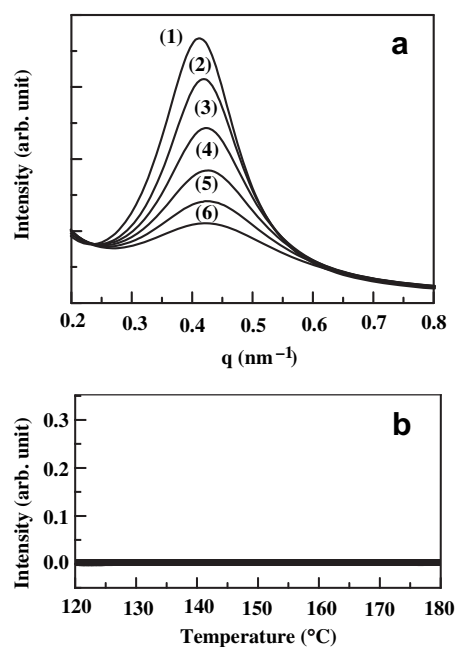 a
(1)
(2)
(3)
(4)
(5)
(6)
Intensity (arb. unit)
0.2 0.3 0.4 0.5 0.6 0.7 0.8
q (nm⁻¹)
b
Intensity (arb. unit)
0.3
0.2
0.1
0.0
120 130 140 150 160 170 180
Temperature (°C)